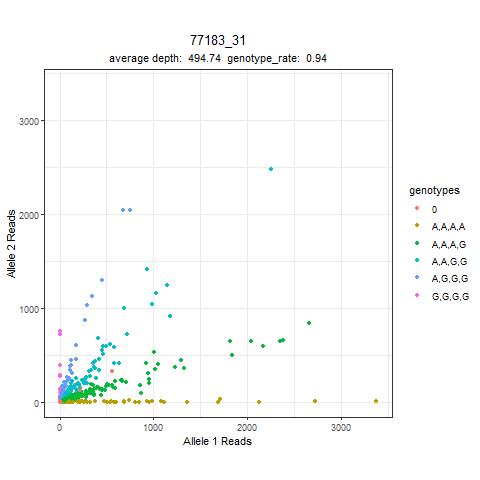 77183_31
average depth:  494.74  genotype_rate:  0.94
3000
2000
1000
0
Allele 2 Reads
0 1000 2000 3000
Allele 1 Reads
genotypes
0
A,A,A,A
A,A,A,G
A,A,G,G
A,G,G,G
G,G,G,G